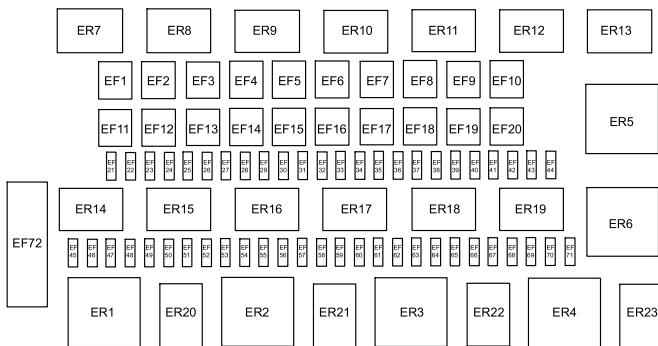 ER7 ER8 ER9 ER10 ER11 ER12 ER13
EF1 EF2 EF3 EF4 EF5 EF6 EF7 EF8 EF9 EF10
ER5
EF11 EF12 EF13 EF14 EF15 EF16 EF17 EF18 EF19 EF20
EF EF EF EF EF EF EF EF EF EF EF EF EF EF EF EF EF EF EF EF EF EF EF EF
21 22 23 24 25 26 27 28 29 30 31 32 33 34 35 36 37 38 39 40 41 42 43 44
ER14 ER15 ER16 ER17 ER18 ER19
EF72
ER6
EF EF EF EF EF EF EF EF EF EF EF EF EF EF EF EF EF EF EF EF EF EF EF EF EF EF EF
45 46 47 48 49 50 51 52 53 54 55 56 57 58 59 60 61 62 63 64 65 66 67 68 69 70 71
ER1 ER20 ER2 ER21 ER3 ER22 ER4 ER23